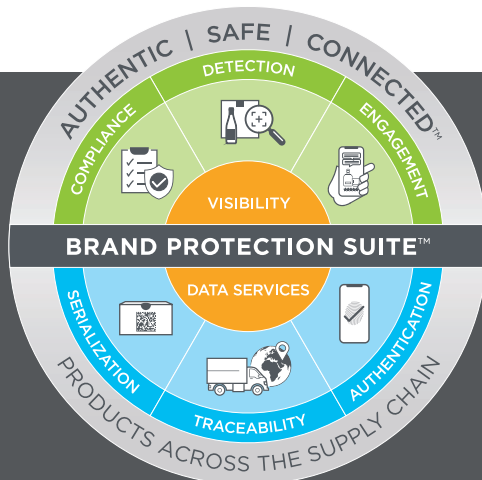 AUTHENTIC | SAFE | CONNECTED™
COMPLIANCE
DETECTION
ENGAGEMENT
VISIBILITY
BRAND PROTECTION SUITE™
DATA SERVICES
SERIALIZATION
TRACEABILITY
AUTHENTICATION
PRODUCTS ACROSS THE SUPPLY CHAIN